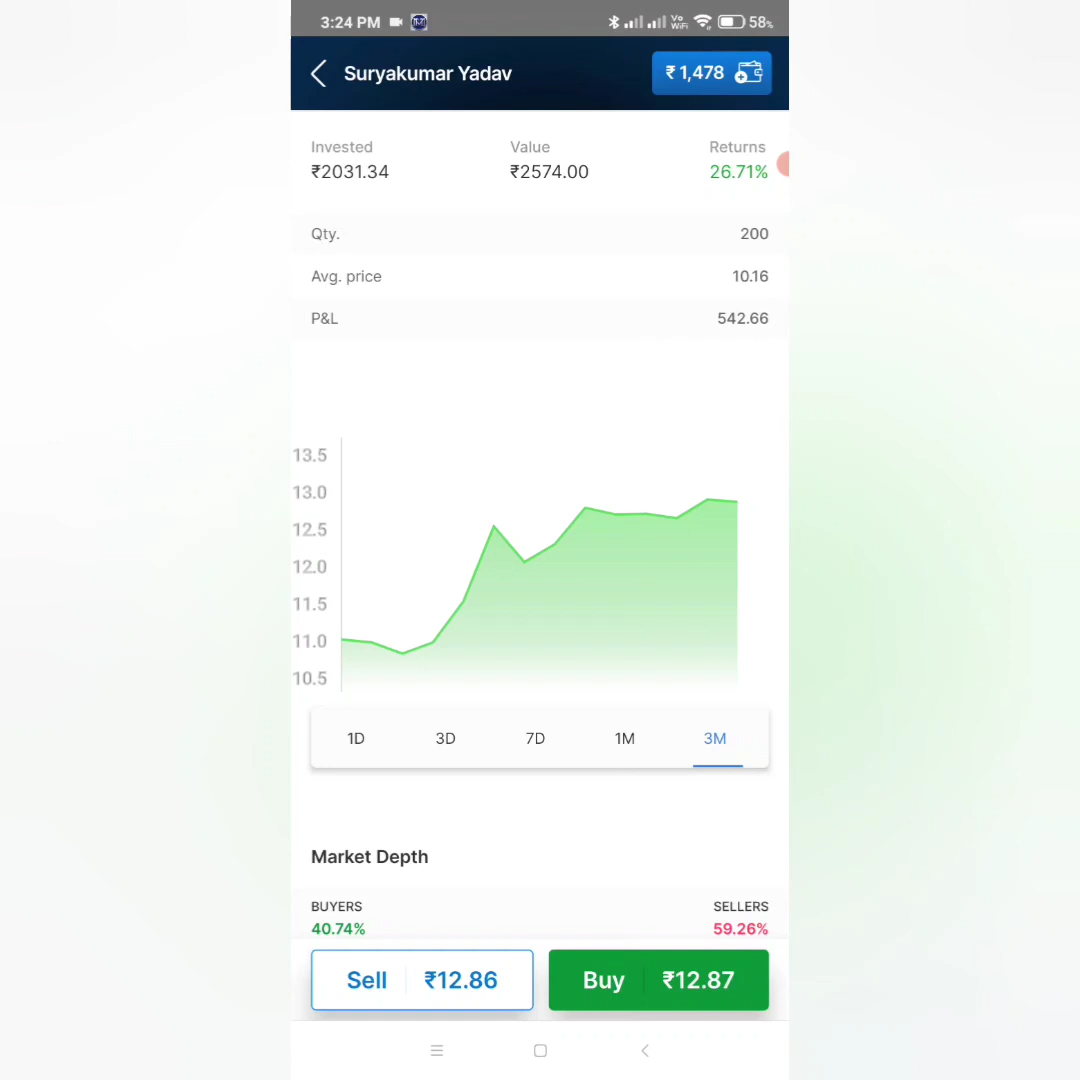 3:24 PM Vo WiFi 58%
Suryakumar Yadav ₹ 1,478
Invested Value Returns
₹2031.34 ₹2574.00 26.71%
Qty. 200
Avg. price 10.16
P&L 542.66
13.5
13.0
12.5
12.0
11.5
11.0
10.5
1D 3D 7D 1M 3M
Market Depth
BUYERS SELLERS
40.74% 59.26%
Sell ₹12.86 Buy ₹12.87